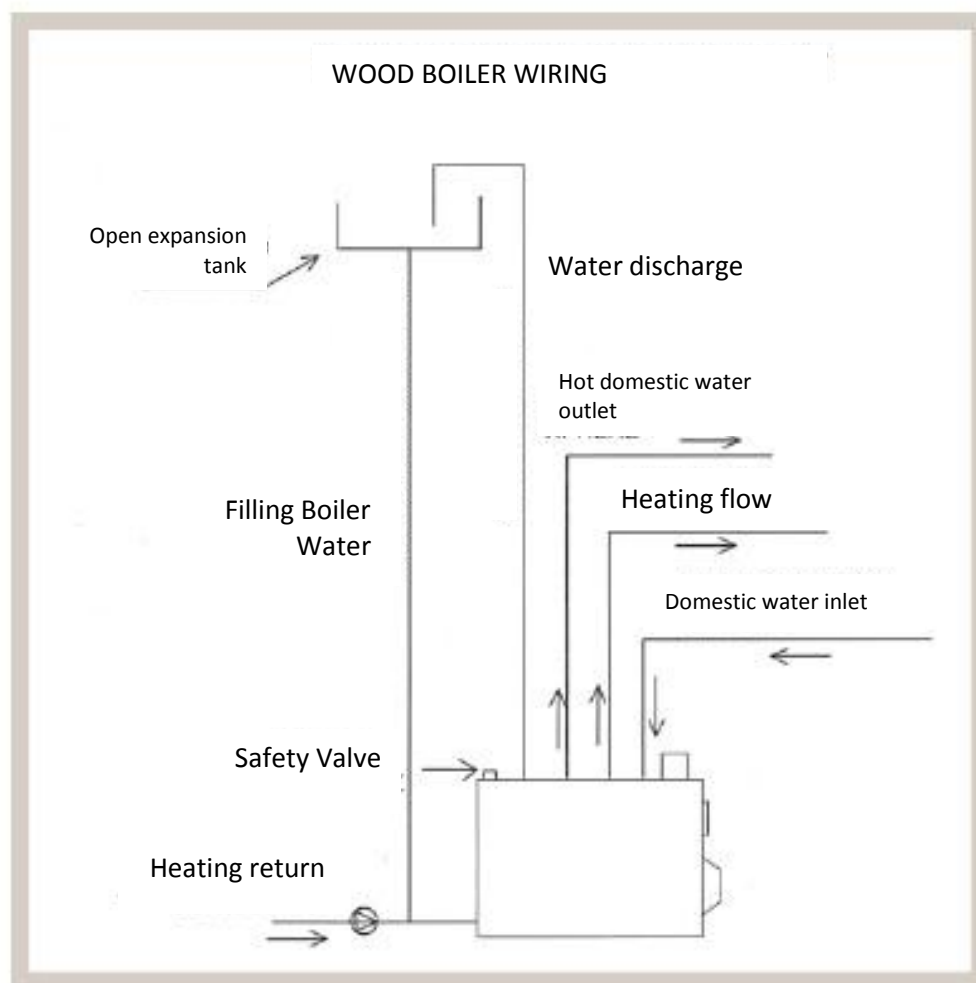 WOOD BOILER WIRING
Open expansion
tank
Water discharge
Hot domestic water
outlet
Heating flow
Filling Boiler
Water
Domestic water inlet
Safety Valve
Heating return